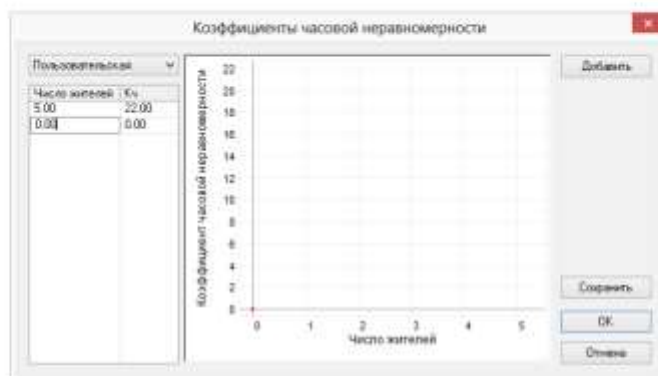 Коэффициенты часовой неравномерности
Пользовательская
Число жителей Кч
5.00 22.00
0.00 0.00
Коэффициент часовой неравномерности
22
20
18
16
14
12
10
8
6
4
2
0
0 1 2 3 4 5
Число жителей
Добавить
Сохранить
ОК
Отмена